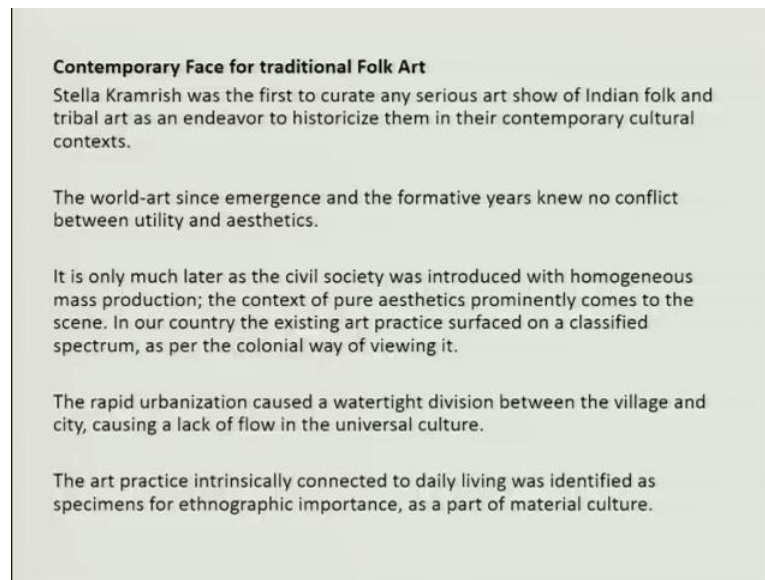 Contemporary Face for traditional Folk Art
Stella Kramrish was the first to curate any serious art show of Indian folk and
tribal art as an endeavor to historicize them in their contemporary cultural
contexts.
The world-art since emergence and the formative years knew no conflict
between utility and aesthetics.
It is only much later as the civil society was introduced with homogeneous
mass production; the context of pure aesthetics prominently comes to the
scene. In our country the existing art practice surfaced on a classified
spectrum, as per the colonial way of viewing it.
The rapid urbanization caused a watertight division between the village and
city, causing a lack of flow in the universal culture.
The art practice intrinsically connected to daily living was identified as
specimens for ethnographic importance, as a part of material culture.